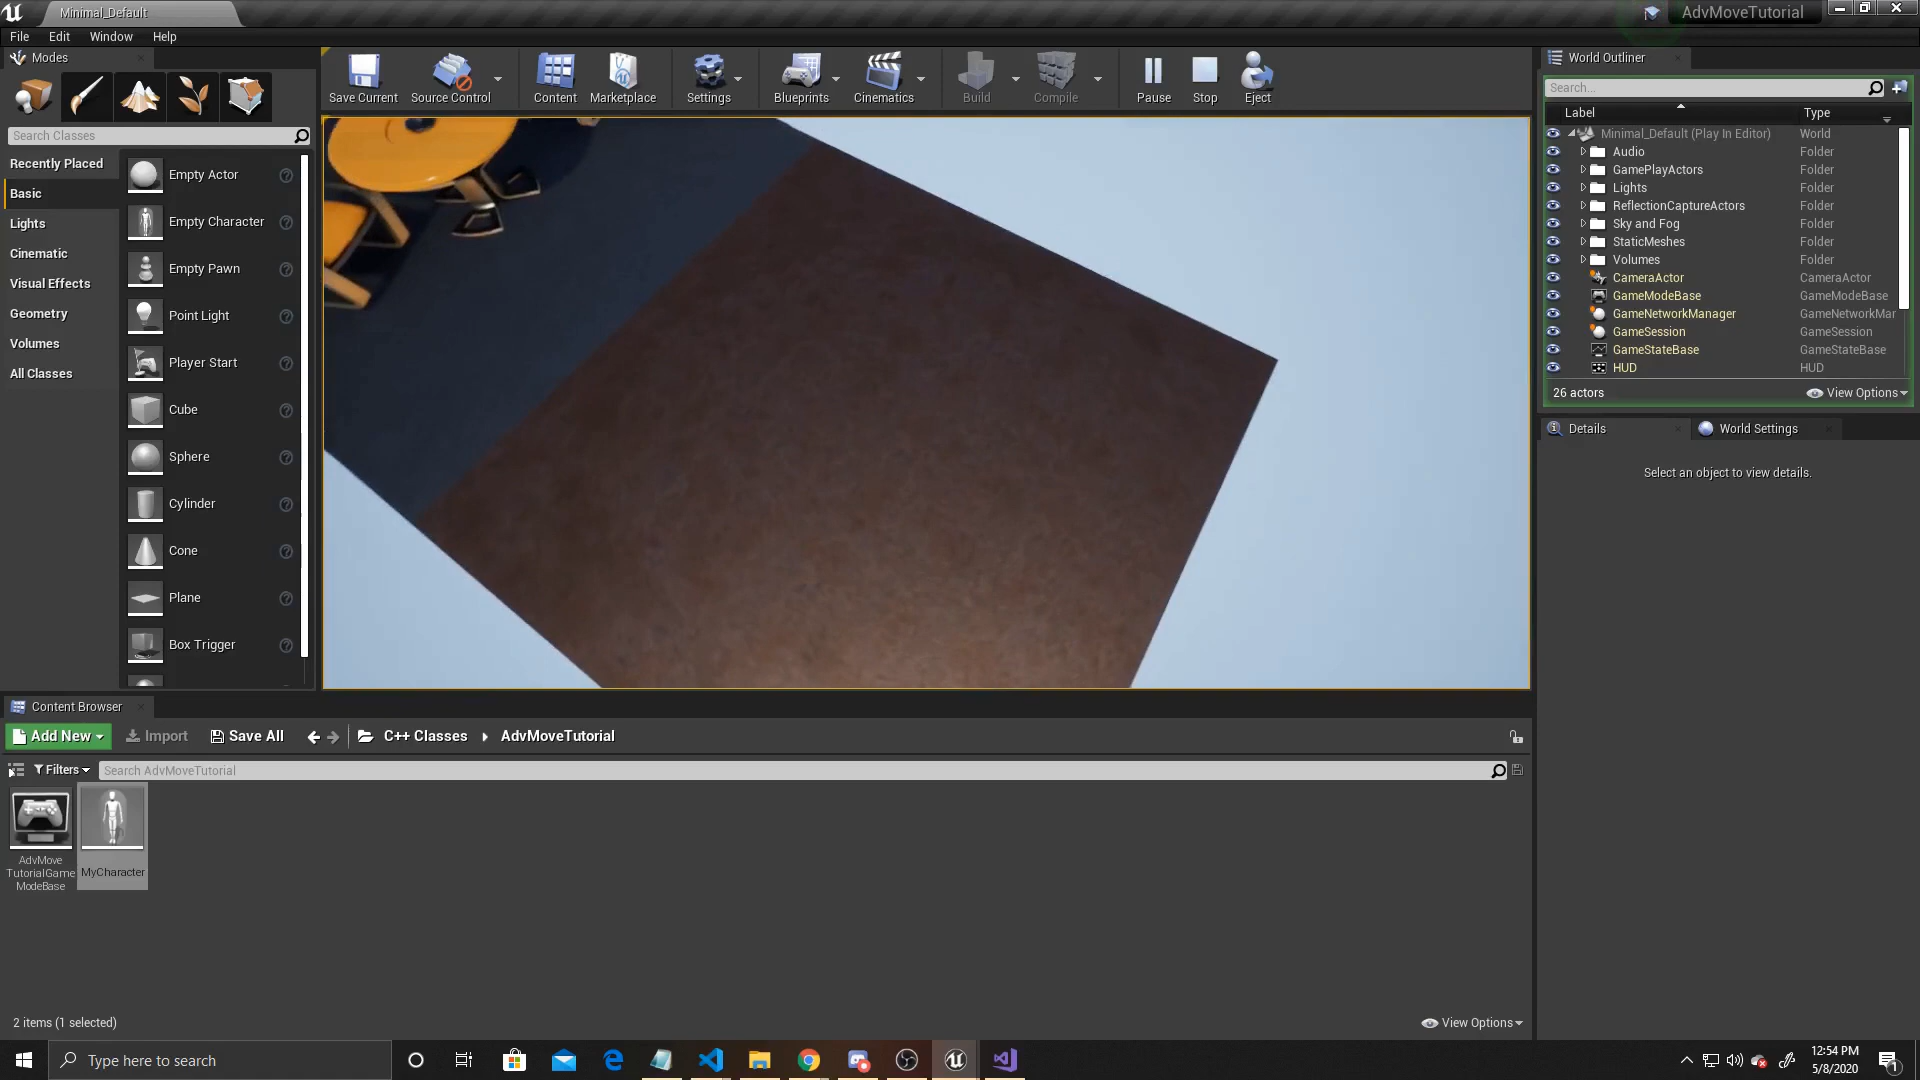 Minimal_Default
AdvMoveTutorial
File Edit Window Help
Modes
Save Current
Source Control
Content
Marketplace
Settings
Blueprints
Cinematics
Build
Compile
Pause
Stop
Eject
Search Classes
Recently Placed
Basic
Lights
Cinematic
Visual Effects
Geometry
Volumes
All Classes
Empty Actor
Empty Character
Empty Pawn
Point Light
Player Start
Cube
Sphere
Cylinder
Cone
Plane
Box Trigger
World Outliner
Search...
Label Type
Minimal_Default (Play In Editor) World
Audio Folder
GamePlayActors Folder
Lights Folder
ReflectionCaptureActors Folder
Sky and Fog Folder
StaticMeshes Folder
Volumes Folder
CameraActor CameraActor
GameModeBase GameModeBase
GameNetworkManager GameNetworkMar
GameSession GameSession
GameStateBase GameStateBase
HUD HUD
26 actors View Options
Details
World Settings
Select an object to view details.
Content Browser
Add New Import Save All C++ Classes AdvMoveTutorial
Filters Search AdvMoveTutorial
AdvMove
TutorialGame
ModeBase
MyCharacter
2 items (1 selected) View Options
Type here to search
12:54 PM
5/8/2020
1